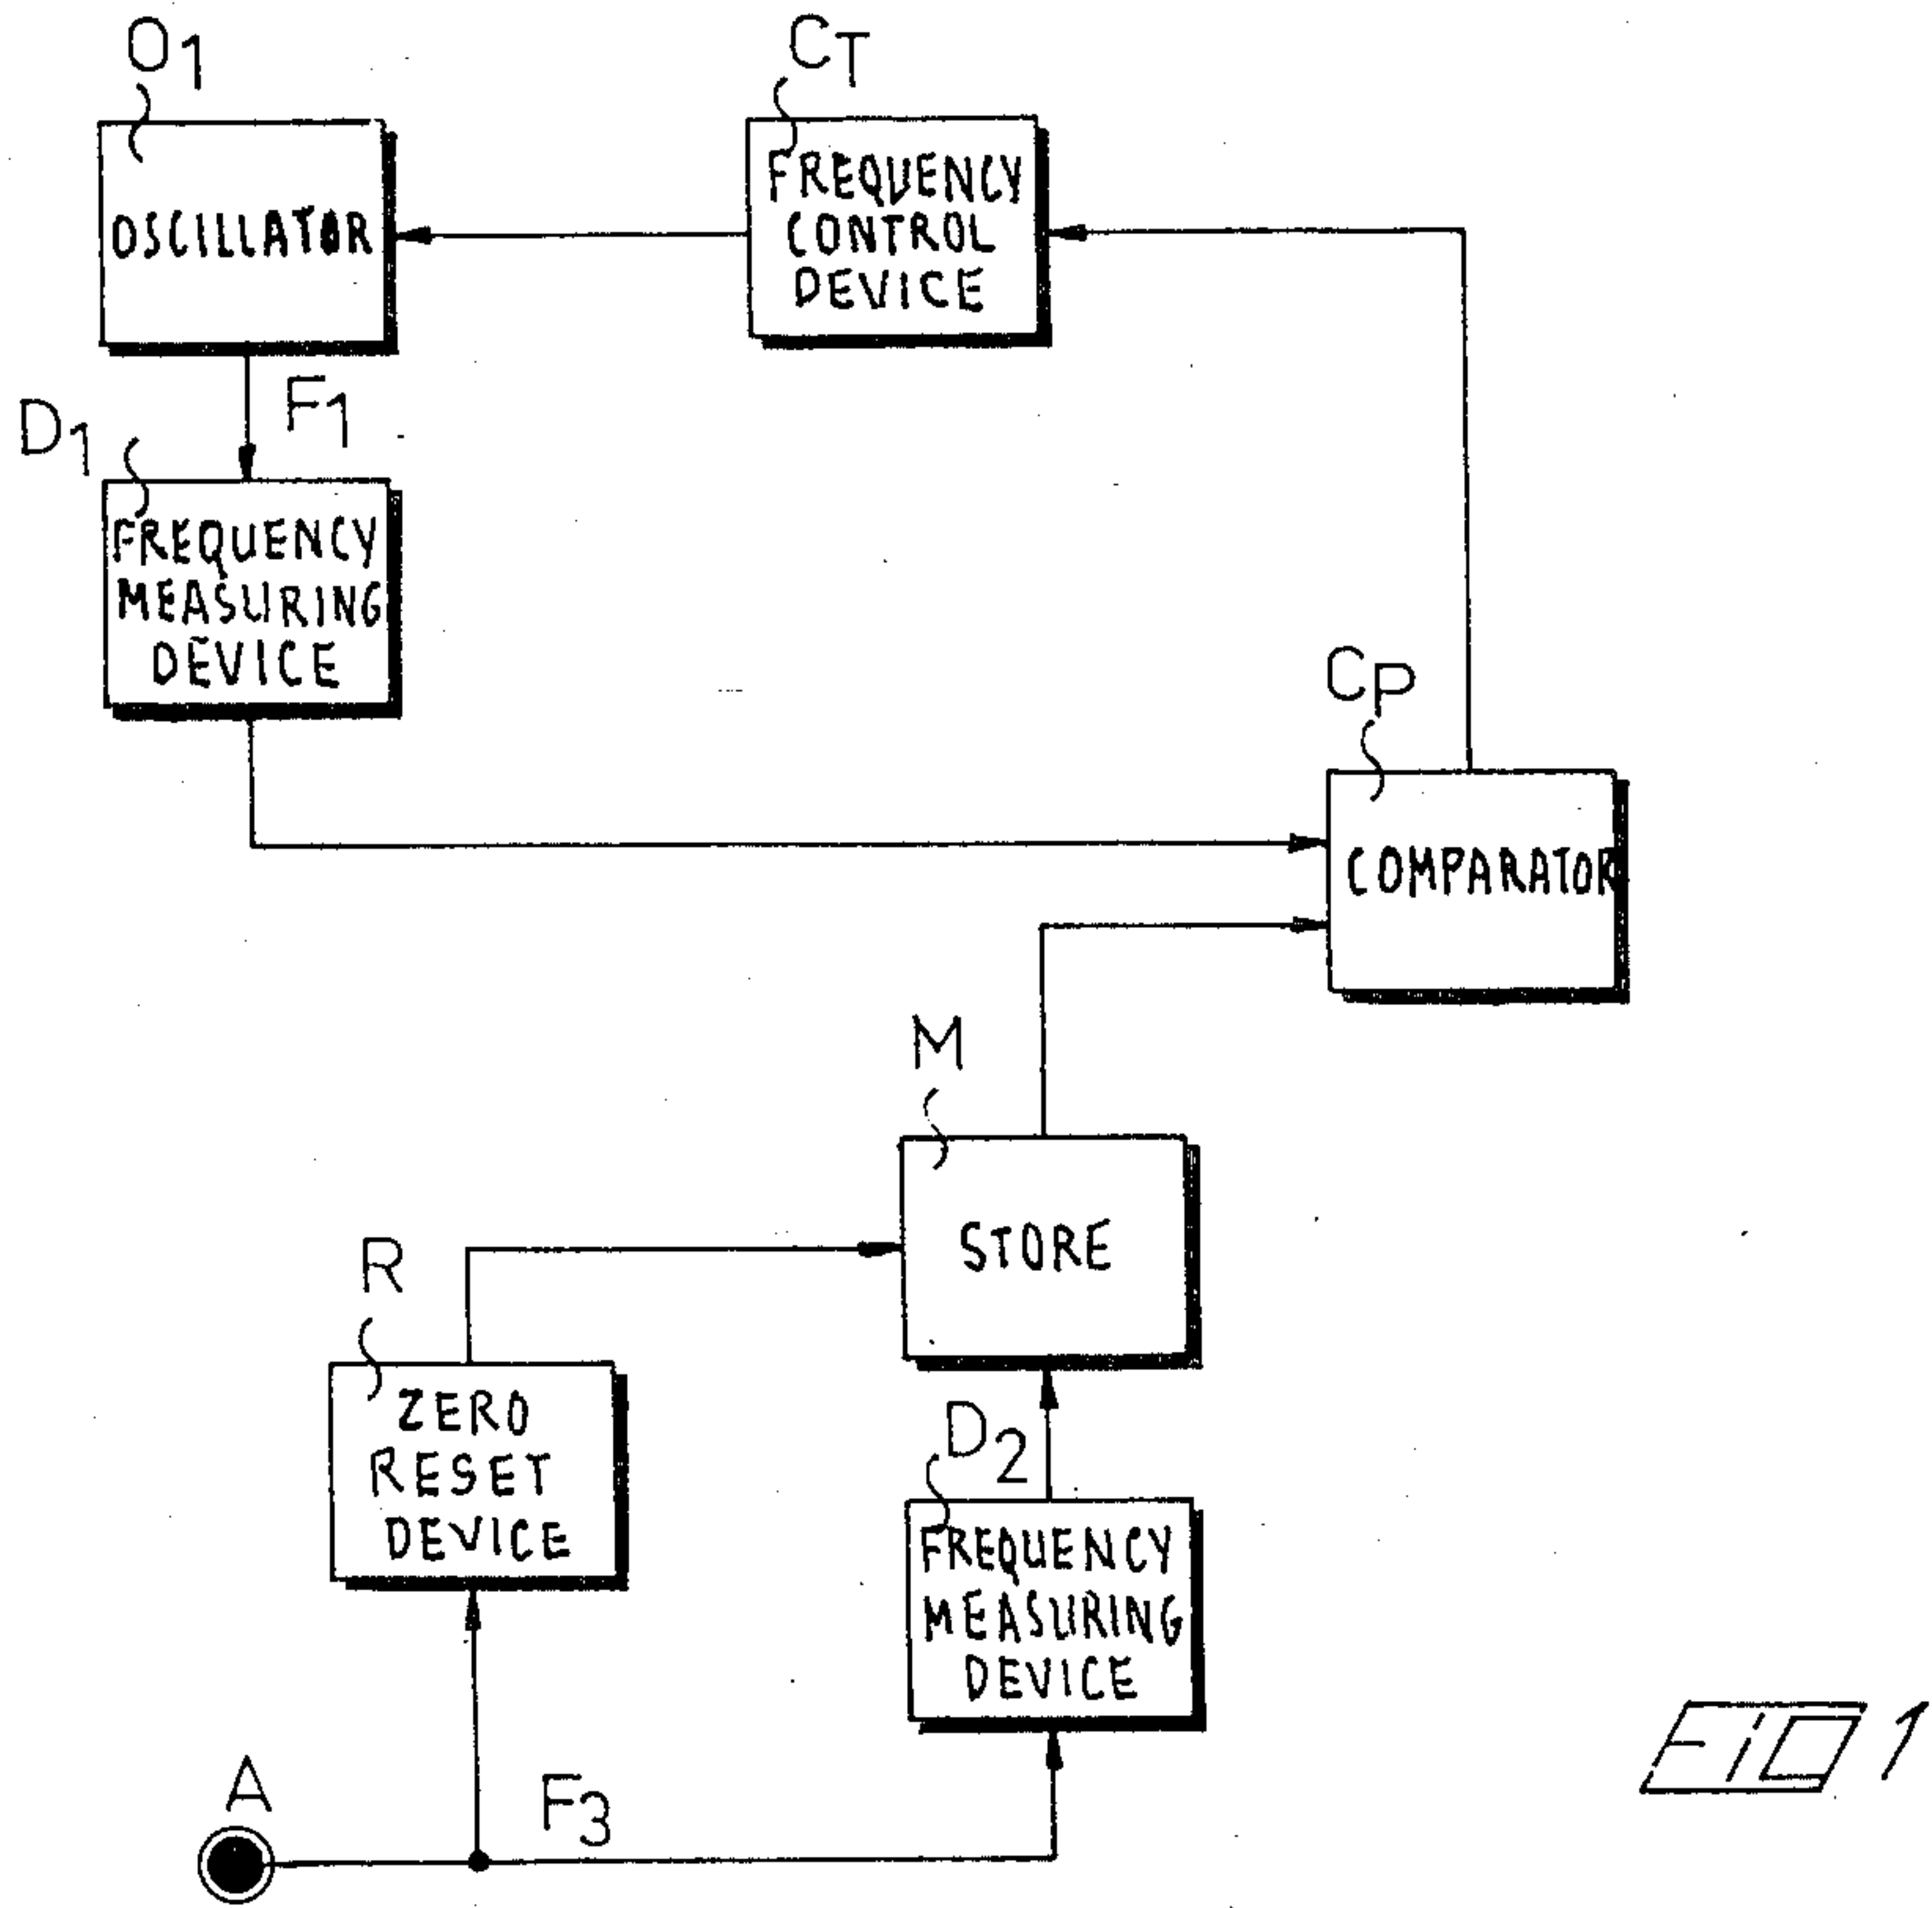 O1
CT
OSCILLATOR
FREQUENCY
CONTROL
DEVICE
F1
D1
FREQUENCY
MEASURING
DEVICE
CP
COMPARATOR
M
STORE
R
ZERO
RESET
DEVICE
D2
FREQUENCY
MEASURING
DEVICE
A
F3
FIG 1